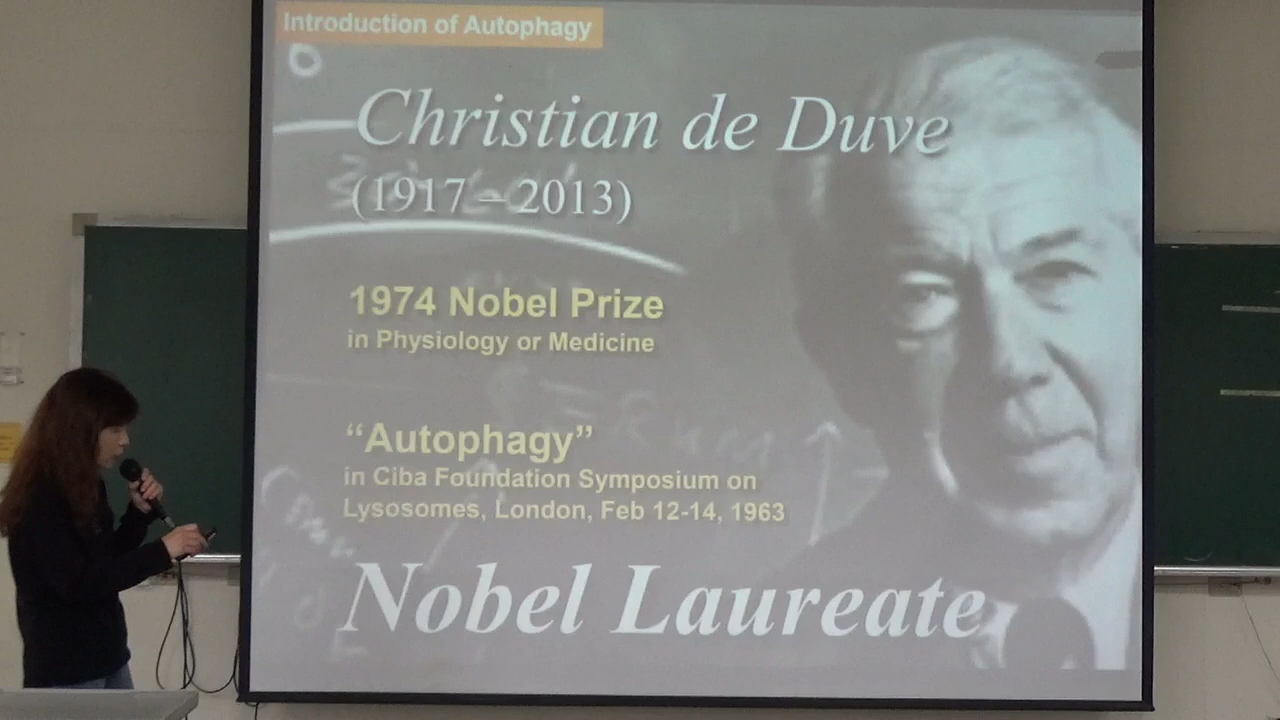 Introduction of Autophagy
Christian de Duve
(1917 – 2013)
1974 Nobel Prize
in Physiology or Medicine
“Autophagy”
in Ciba Foundation Symposium on
Lysosomes, London, Feb 12-14, 1963
Nobel Laureate